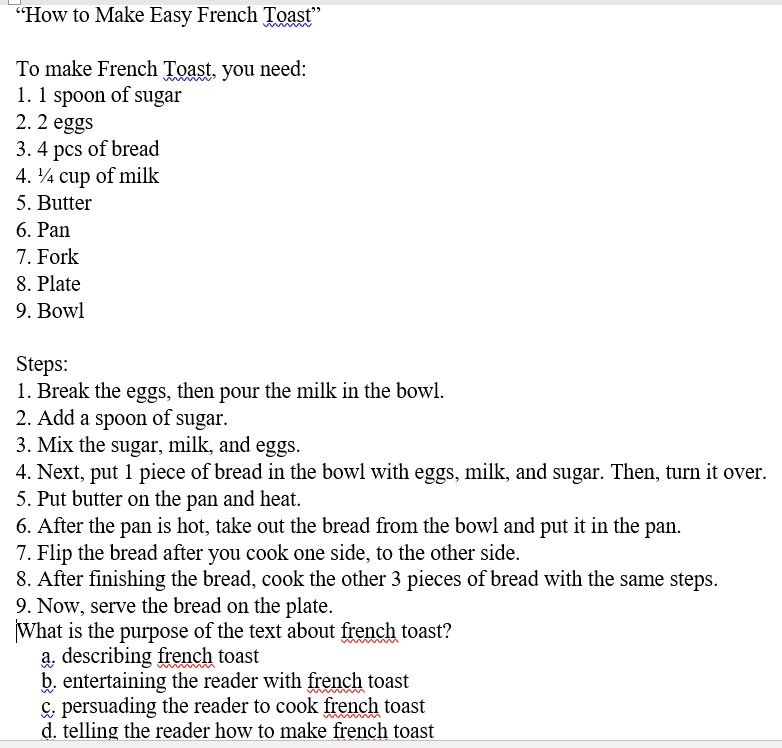 “How to Make Easy French Toast”
To make French Toast, you need:
1. 1 spoon of sugar
2. 2 eggs
3. 4 pcs of bread
4. ¼ cup of milk
5. Butter
6. Pan
7. Fork
8. Plate
9. Bowl
Steps:
1. Break the eggs, then pour the milk in the bowl.
2. Add a spoon of sugar.
3. Mix the sugar, milk, and eggs.
4. Next, put 1 piece of bread in the bowl with eggs, milk, and sugar. Then, turn it over.
5. Put butter on the pan and heat.
6. After the pan is hot, take out the bread from the bowl and put it in the pan.
7. Flip the bread after you cook one side, to the other side.
8. After finishing the bread, cook the other 3 pieces of bread with the same steps.
9. Now, serve the bread on the plate.
What is the purpose of the text about french toast?
a. describing french toast
b. entertaining the reader with french toast
c. persuading the reader to cook french toast
d. telling the reader how to make french toast